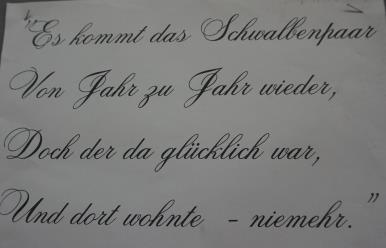 „Es kommt das Schwalbenpaar
Von Jahr zu Jahr wieder,
Doch der da glücklich war,
Und dort wohnte - niemehr.”